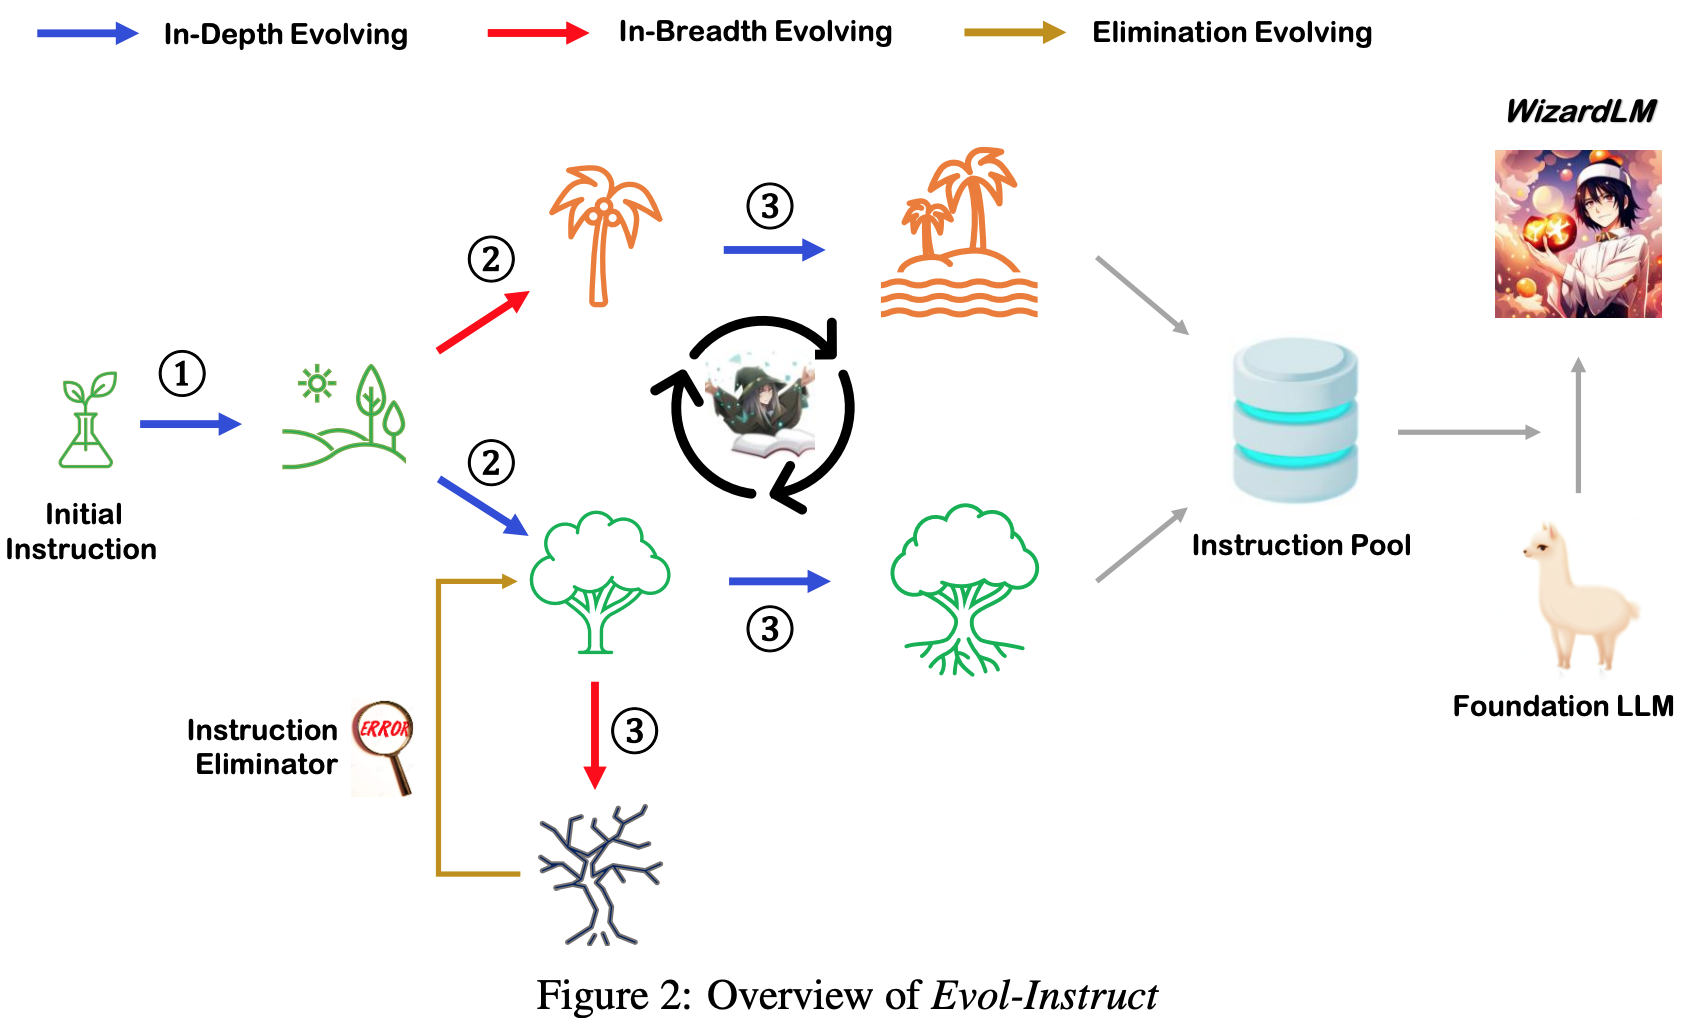 In-Depth Evolving
In-Breadth Evolving
Elimination Evolving
WizardLM
③
②
①
②
Initial
Instruction
Instruction Pool
③
Instruction
Eliminator
ERROR
③
Foundation LLM
Figure 2: Overview of Evol-Instruct